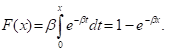 F(x) = β∫₀ˣ e^{-βt} dt = 1 − e^{-βx}.